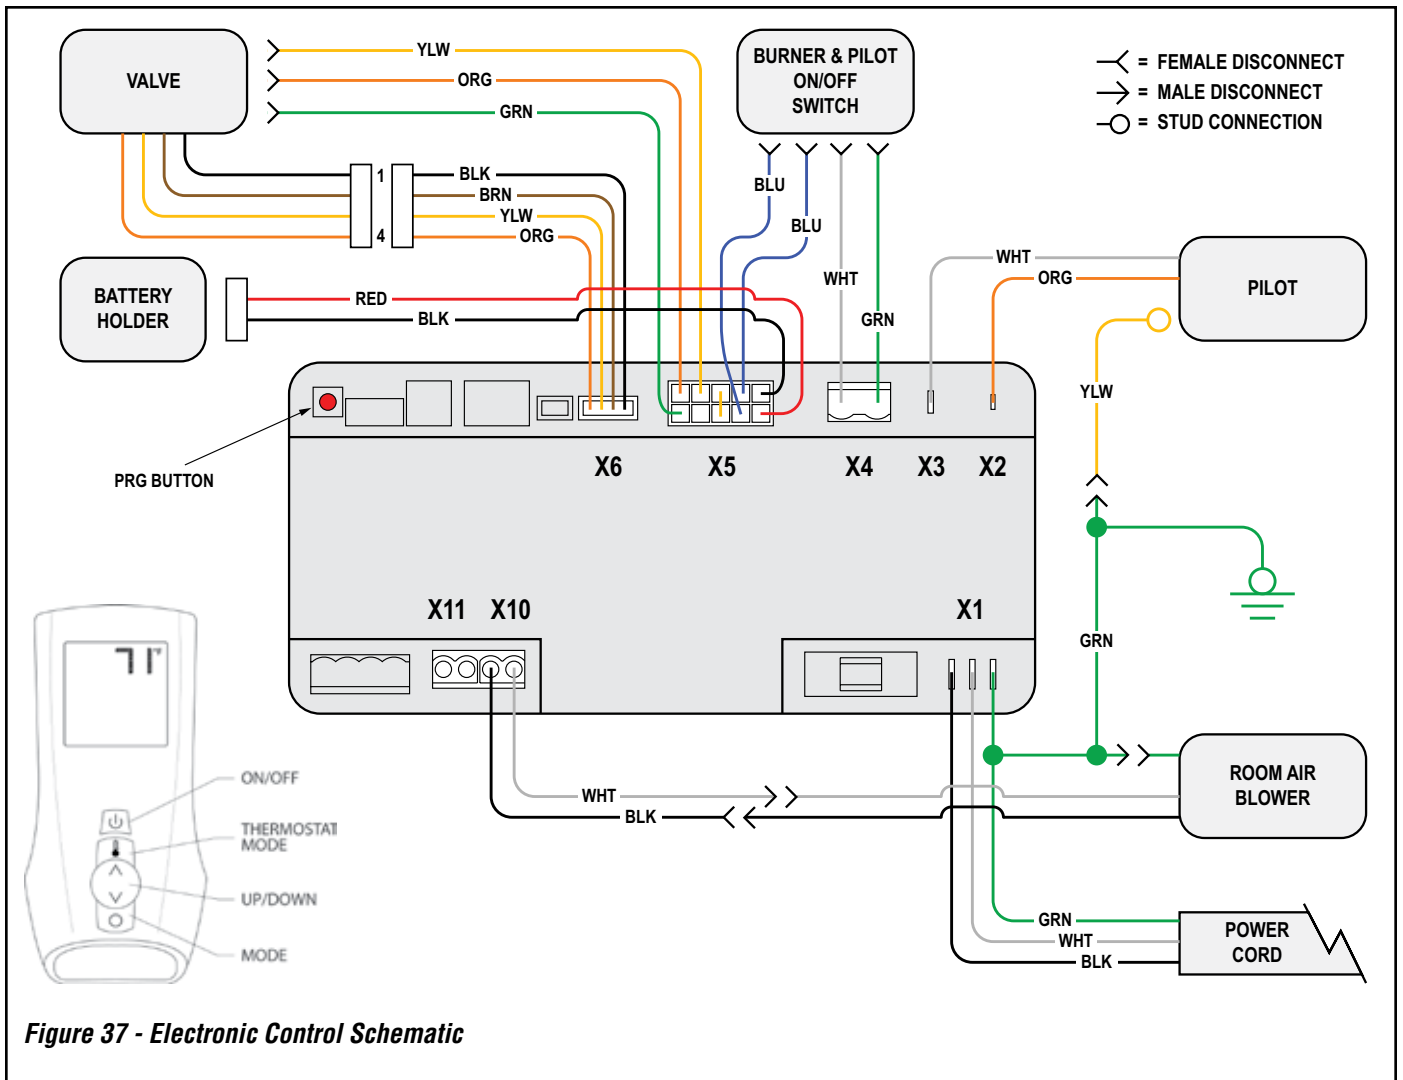 VALVE
YLW
ORG
GRN
BURNER & PILOT
ON/OFF
SWITCH
= FEMALE DISCONNECT
= MALE DISCONNECT
= STUD CONNECTION
1
BLK
BRN
YLW
4
ORG
BLU
BLU
WHT
GRN
WHT
ORG
PILOT
YLW
BATTERY
HOLDER
RED
BLK
PRG BUTTON
X6
X5
X4
X3
X2
X11
X10
X1
GRN
71°F
ON/OFF
THERMOSTAT
MODE
UP/DOWN
MODE
WHT
BLK
ROOM AIR
BLOWER
GRN
WHT
BLK
POWER
CORD
Figure 37 - Electronic Control Schematic